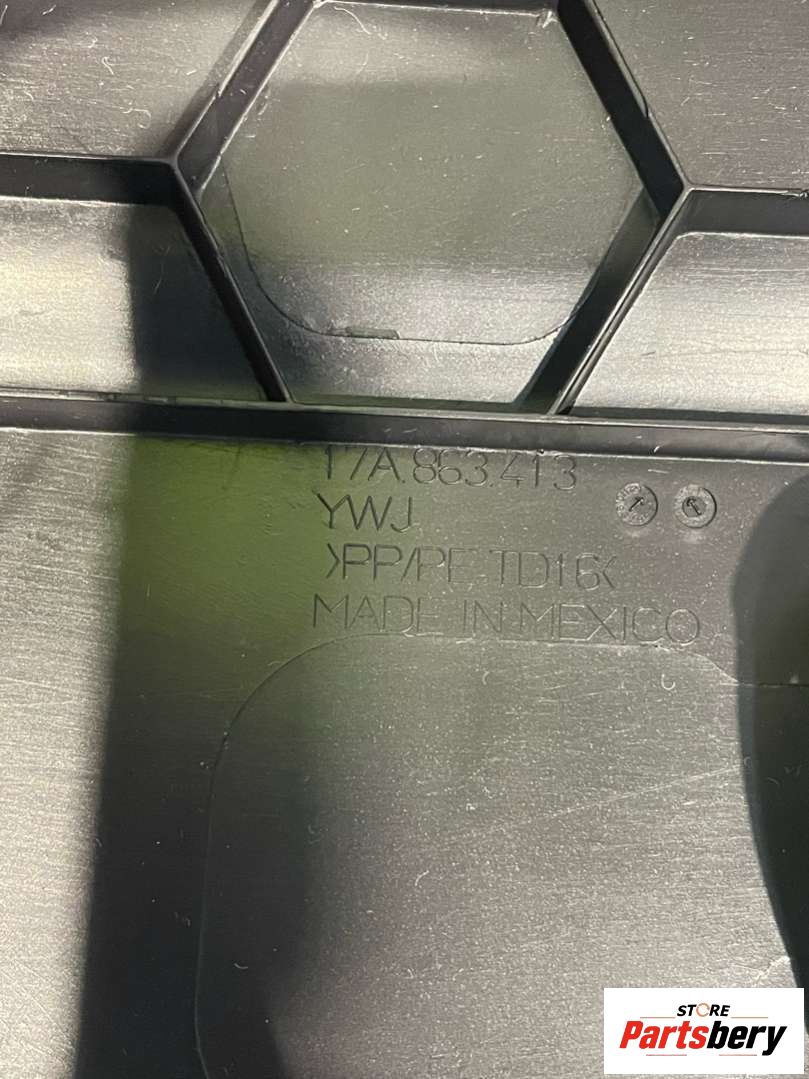 17A.863.413
YWJ
>PP/PE TD16<
MADE IN MEXICO
STORE
Partsbery